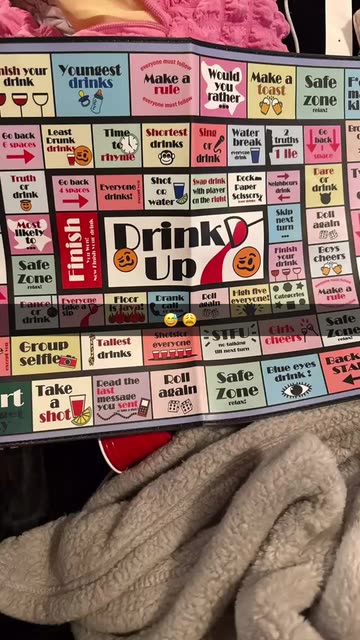 nish your
drink
Youngest
drinks
everyone must follow
Make a
rule
everyone must follow
Would
you
rather
Make a
toast
Safe
zone
relax!
Go back
6 spaces
Least
Drunk
drinks
Time
to
rhyme
Shortest
drinks
Sing
or
drink
Water
break
2
truths
1 lie
Go back
space
Dare
or
drink
Truth
or
drink
Go back
4 spaces
Everyone
drinks!
Shot
or
water
Swap drink
with player
on the right
Rock
Paper
Scissors
Neighbours
drink
Most
likely
to
Finish
Drink
Up
Skip
next
turn
Roll
again
Safe
Zone
relax!
Finish
your
drink
Boys
cheers
Dance
or
drink
Everyone
take a
sip
Floor
is lava!
Drunk
call
Roll
again
High five
everyone!
Categories
Make a
rule
Group
selfie
Tallest
drinks
Shotski
everyone
STFU
no talking
till next turn
Girls
cheers
Safe
zone
relax!
rt
Take
a
shot
Read the
last
message
you sent
Roll
again
Safe
Zone
relax!
Blue eyes
drink!
Back
STA